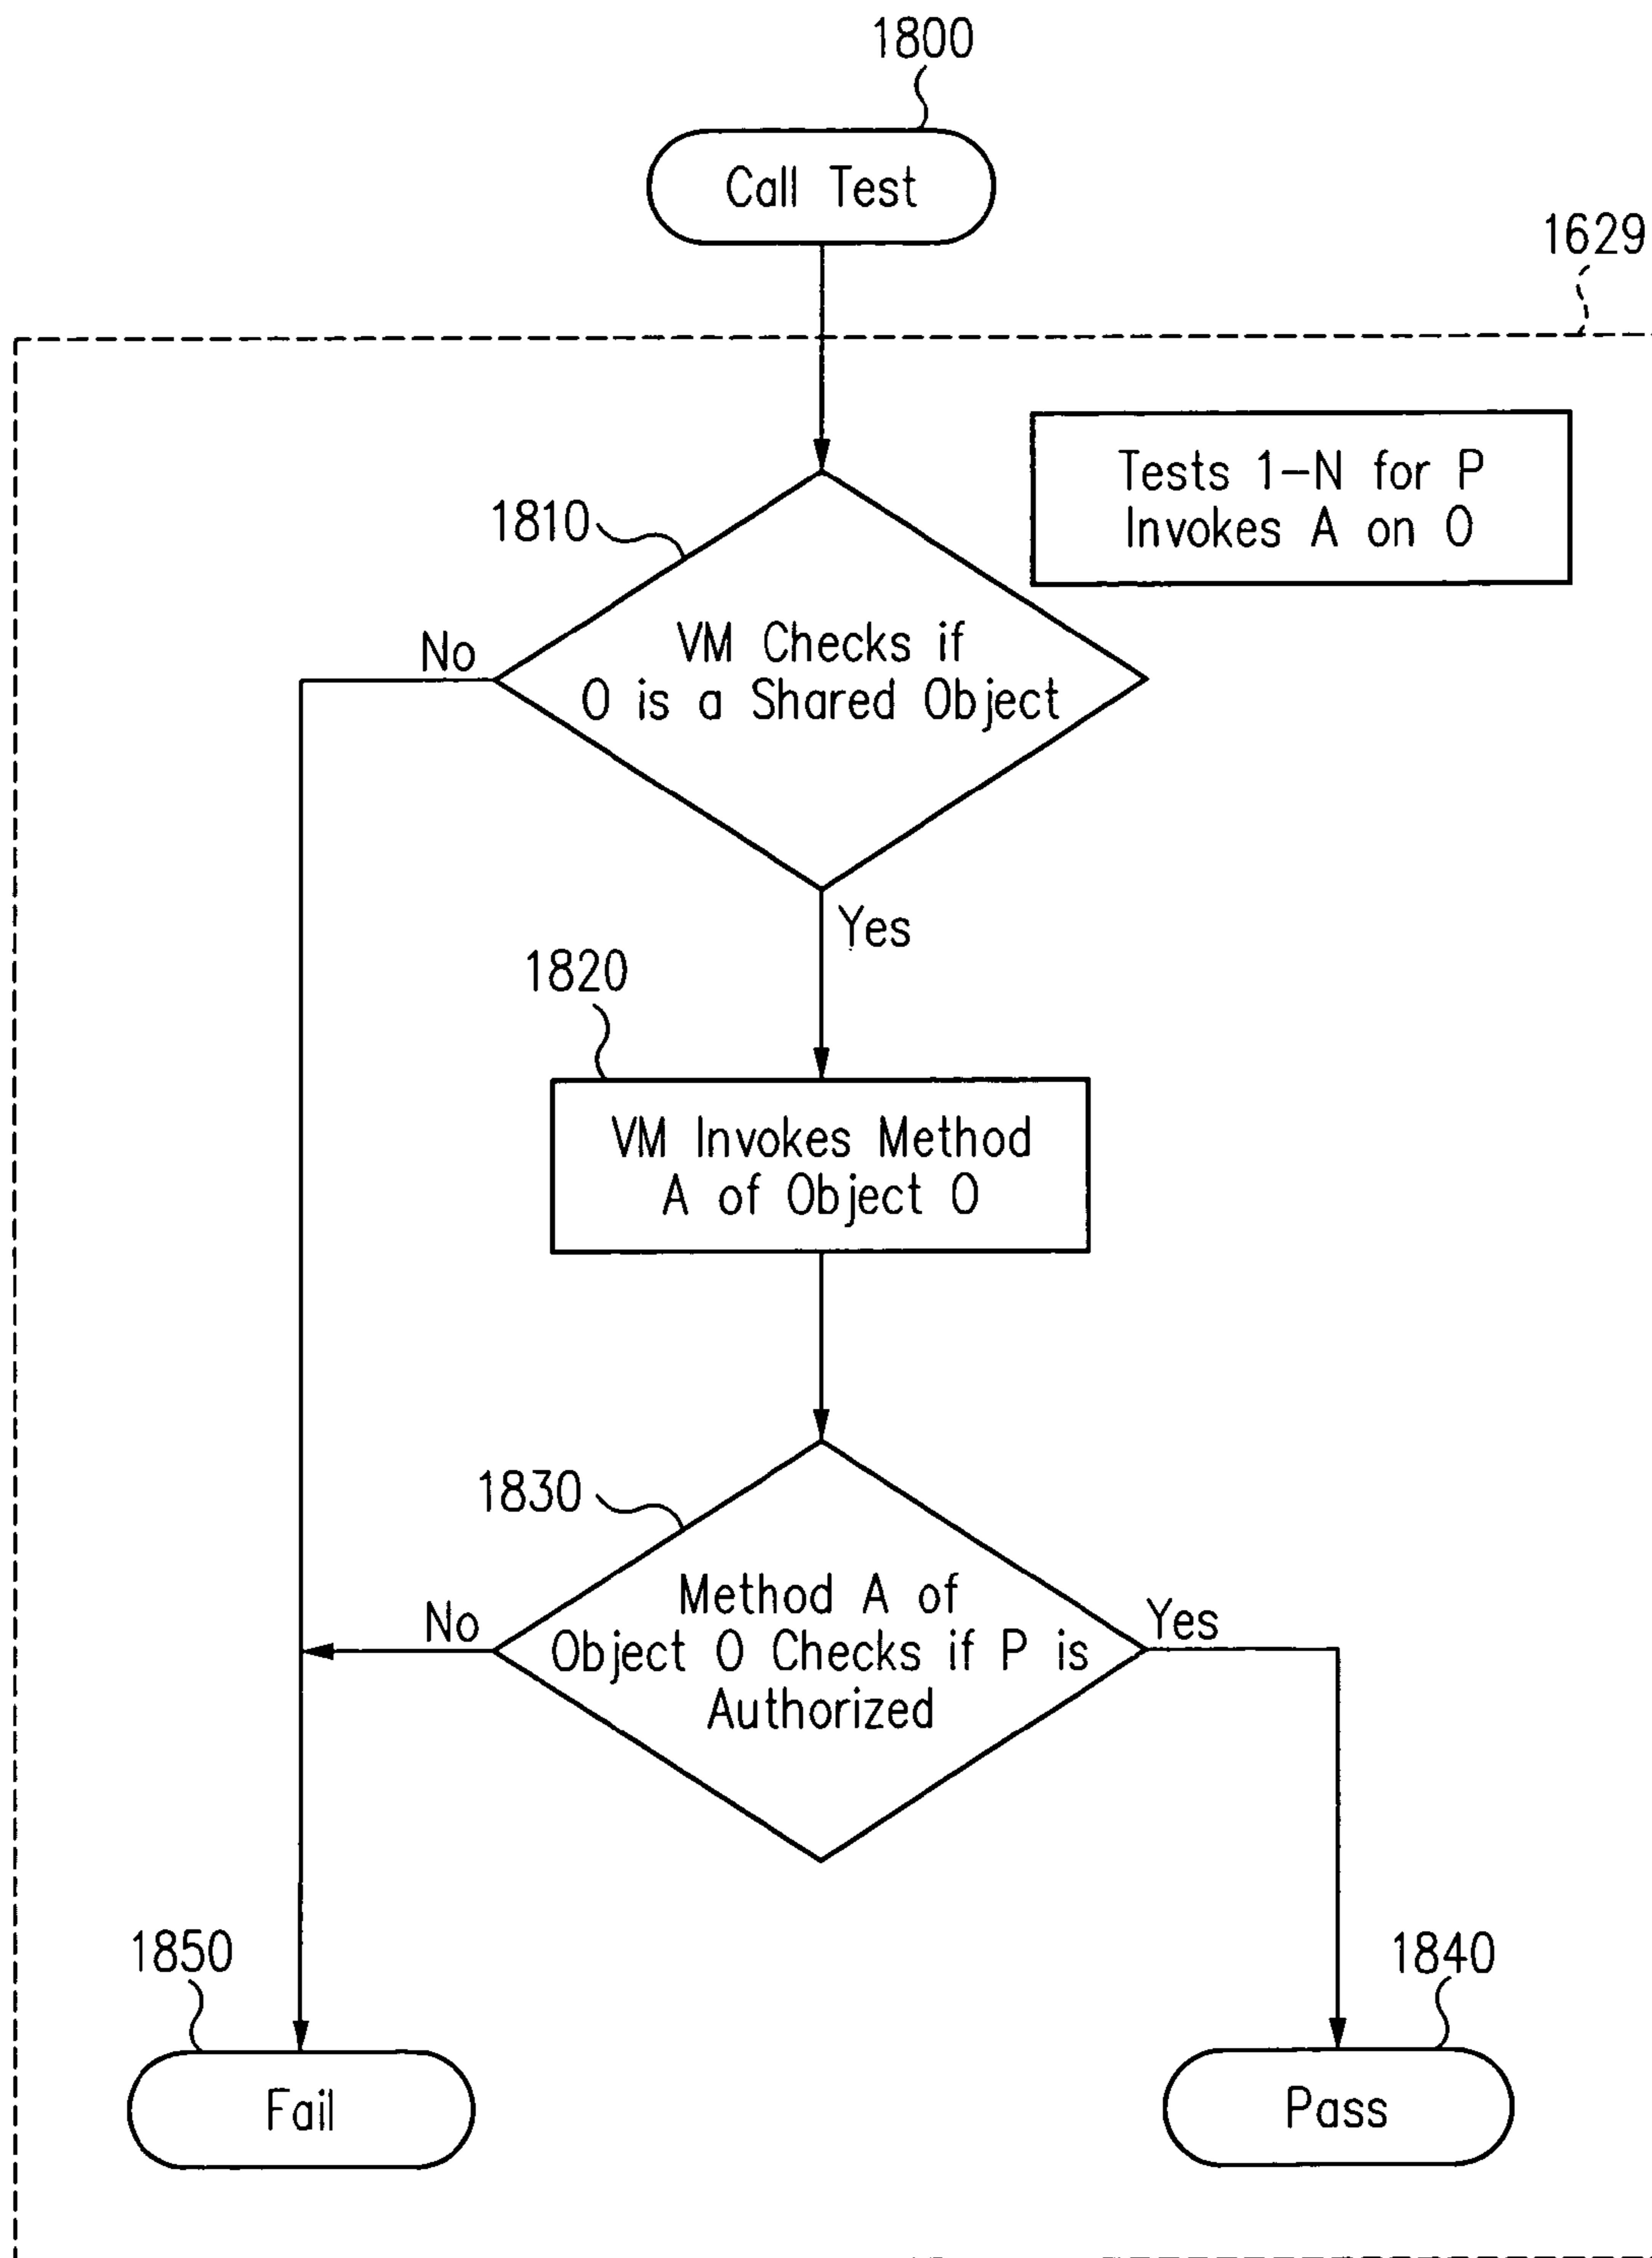 1800
Call Test
1629
Tests 1-N for P
Invokes A on O
1810
No
VM Checks if
O is a Shared Object
Yes
1820
VM Invokes Method
A of Object O
1830
No
Method A of
Object O Checks if P is
Authorized
Yes
1850
1840
Fail
Pass